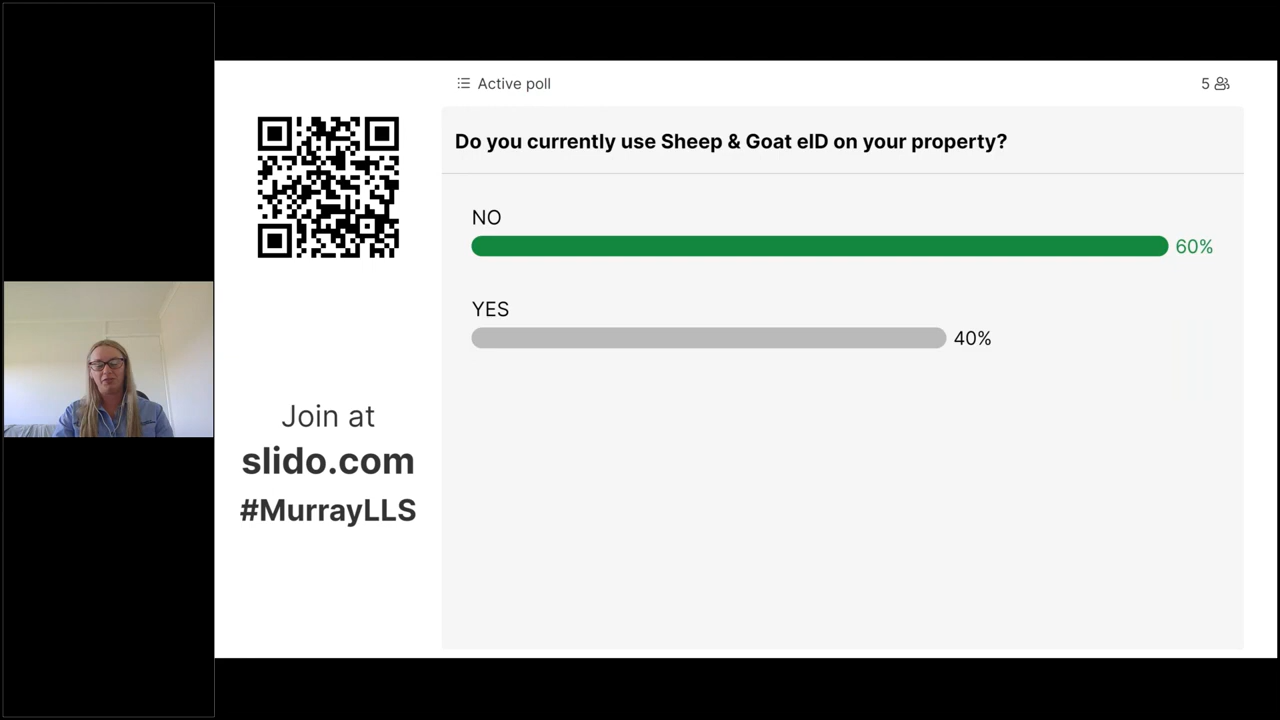 Active poll
5
Do you currently use Sheep & Goat eID on your property?
NO
60%
YES
40%
Join at
slido.com
#MurrayLLS